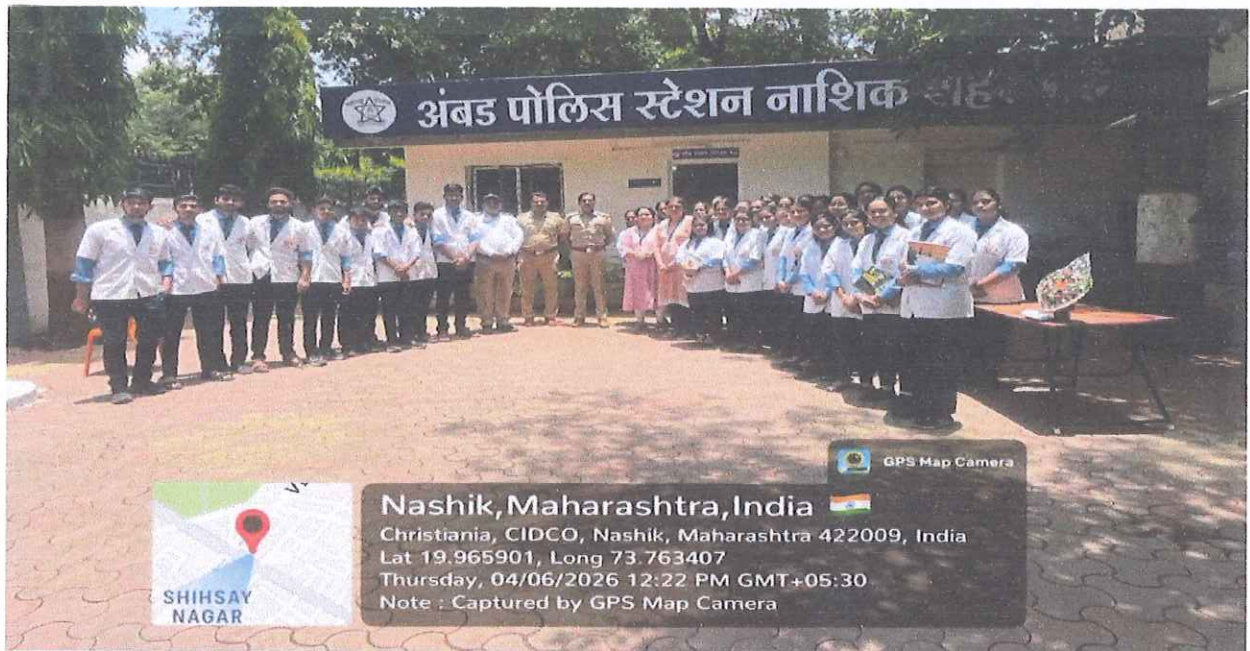 अंबड पोलिस स्टेशन नाशिक
GPS Map Camera
SHIHSAY
NAGAR
Nashik,Maharashtra,India
Christiania, CIDCO, Nashik, Maharashtra 422009, India
Lat 19.965901, Long 73.763407
Thursday, 04/06/2026 12:22 PM GMT+05:30
Note : Captured by GPS Map Camera